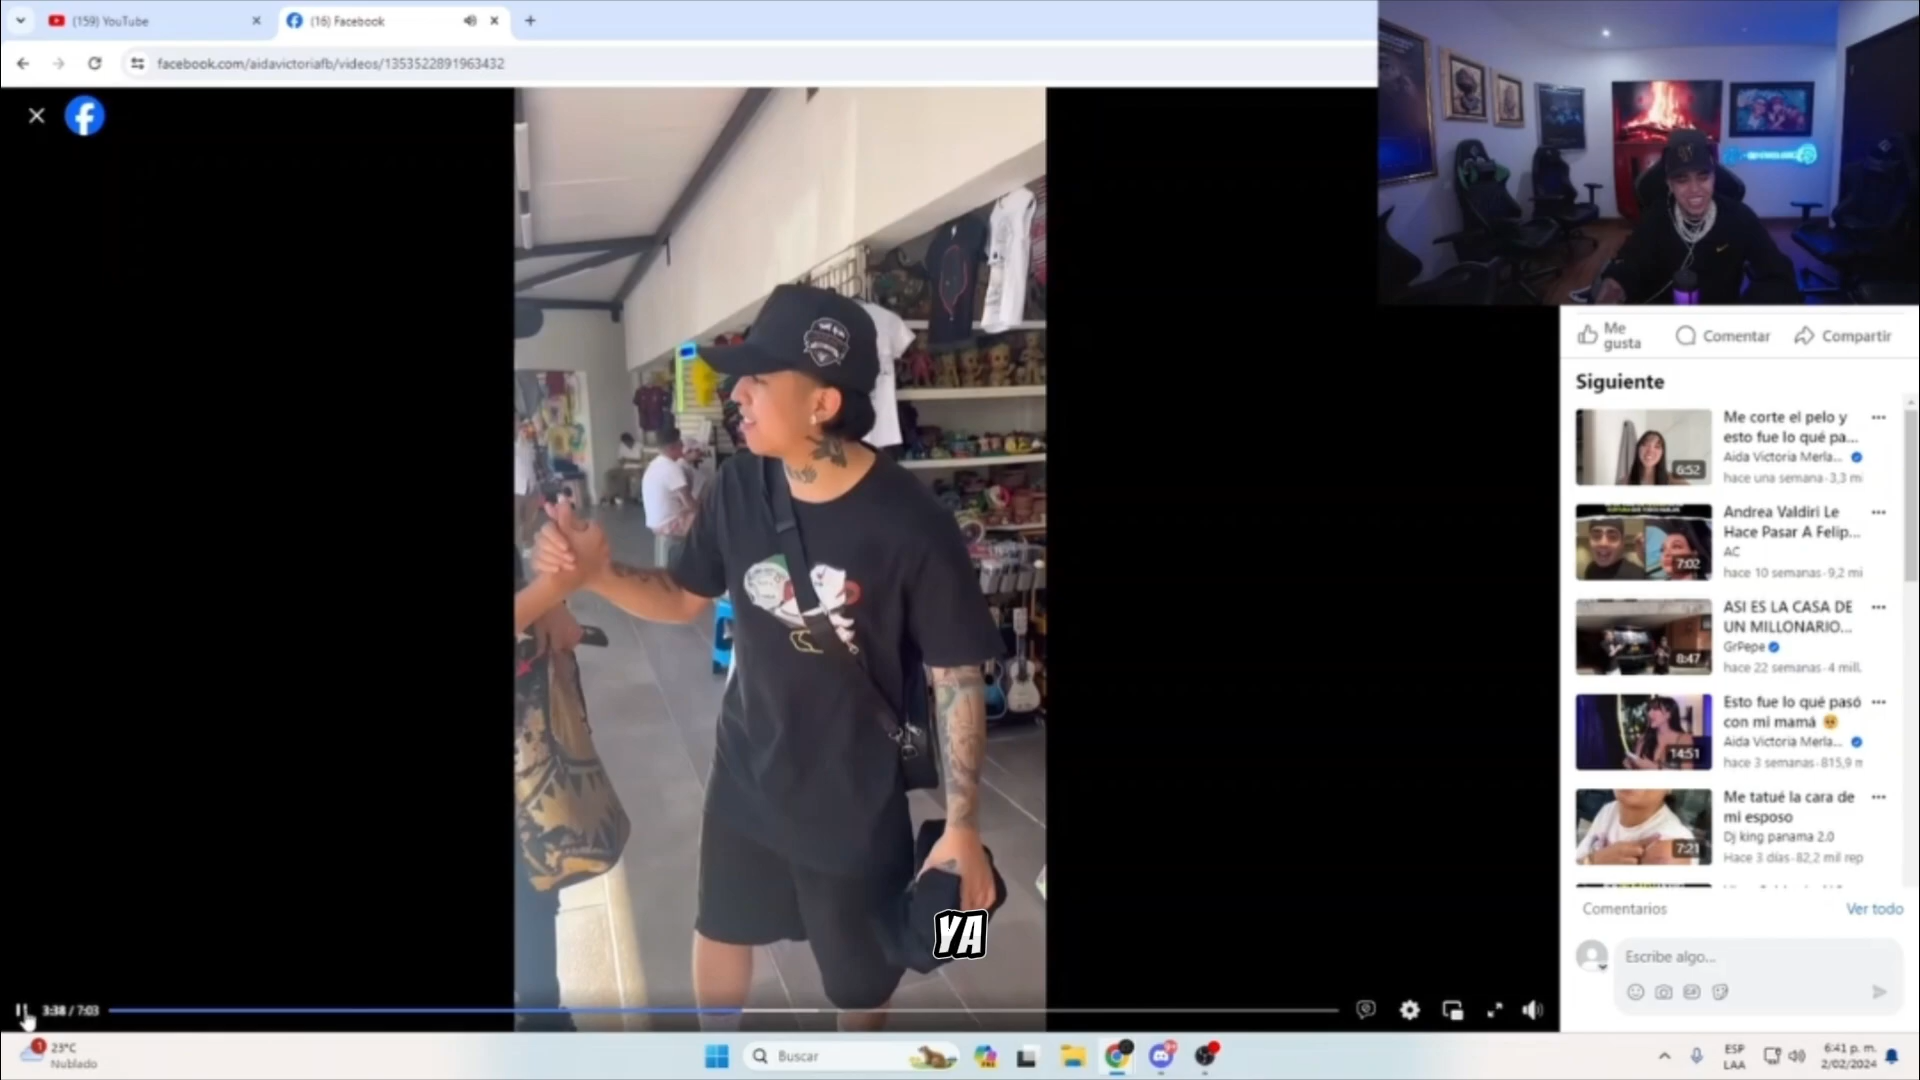 (159) YouTube
(16) Facebook
facebook.com/aidavictoriafb/videos/1353522891963432
Me gusta
Comentar
Compartir
Siguiente
Me corte el pelo y
esto fue lo qué pa...
Aida Victoria Merla...
hace una semana · 3,3 mi
6:52
Andrea Valdiri Le
Hace Pasar A Felip...
AC
hace 10 semanas · 9,2 mi
7:02
ASI ES LA CASA DE
UN MILLONARIO...
GrPepe
hace 22 semanas · 4 mill.
8:47
Esto fue lo qué pasó
con mi mamá
Aida Victoria Merla...
hace 3 semanas · 815,9 m
14:51
Me tatué la cara de
mi esposo
Dj king panama 2.0
Hace 3 días · 82,2 mil rep
7:21
Comentarios
Ver todo
Escribe algo...
YA
3:38 / 7:03
1
23°C
Nublado
Buscar
ESP
LAA
6:41 p. m.
2/02/2024